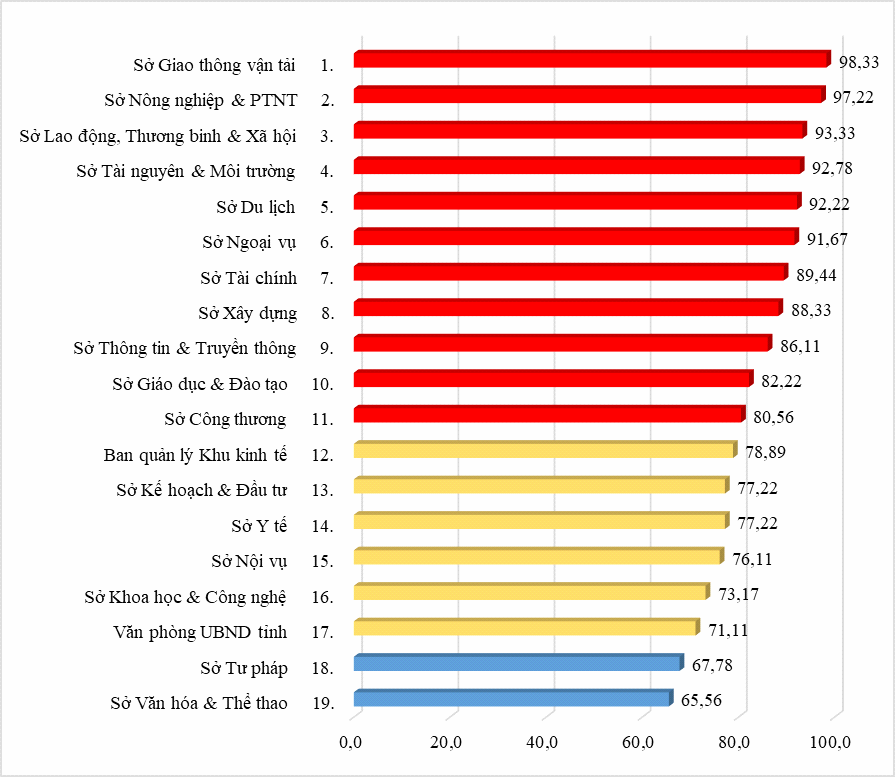 Sở Giao thông vận tải 1. 98,33
Sở Nông nghiệp & PTNT 2. 97,22
Sở Lao động, Thương binh & Xã hội 3. 93,33
Sở Tài nguyên & Môi trường 4. 92,78
Sở Du lịch 5. 92,22
Sở Ngoại vụ 6. 91,67
Sở Tài chính 7. 89,44
Sở Xây dựng 8. 88,33
Sở Thông tin & Truyền thông 9. 86,11
Sở Giáo dục & Đào tạo 10. 82,22
Sở Công thương 11. 80,56
Ban quản lý Khu kinh tế 12. 78,89
Sở Kế hoạch & Đầu tư 13. 77,22
Sở Y tế 14. 77,22
Sở Nội vụ 15. 76,11
Sở Khoa học & Công nghệ 16. 73,17
Văn phòng UBND tỉnh 17. 71,11
Sở Tư pháp 18. 67,78
Sở Văn hóa & Thể thao 19. 65,56
0,0 20,0 40,0 60,0 80,0 100,0